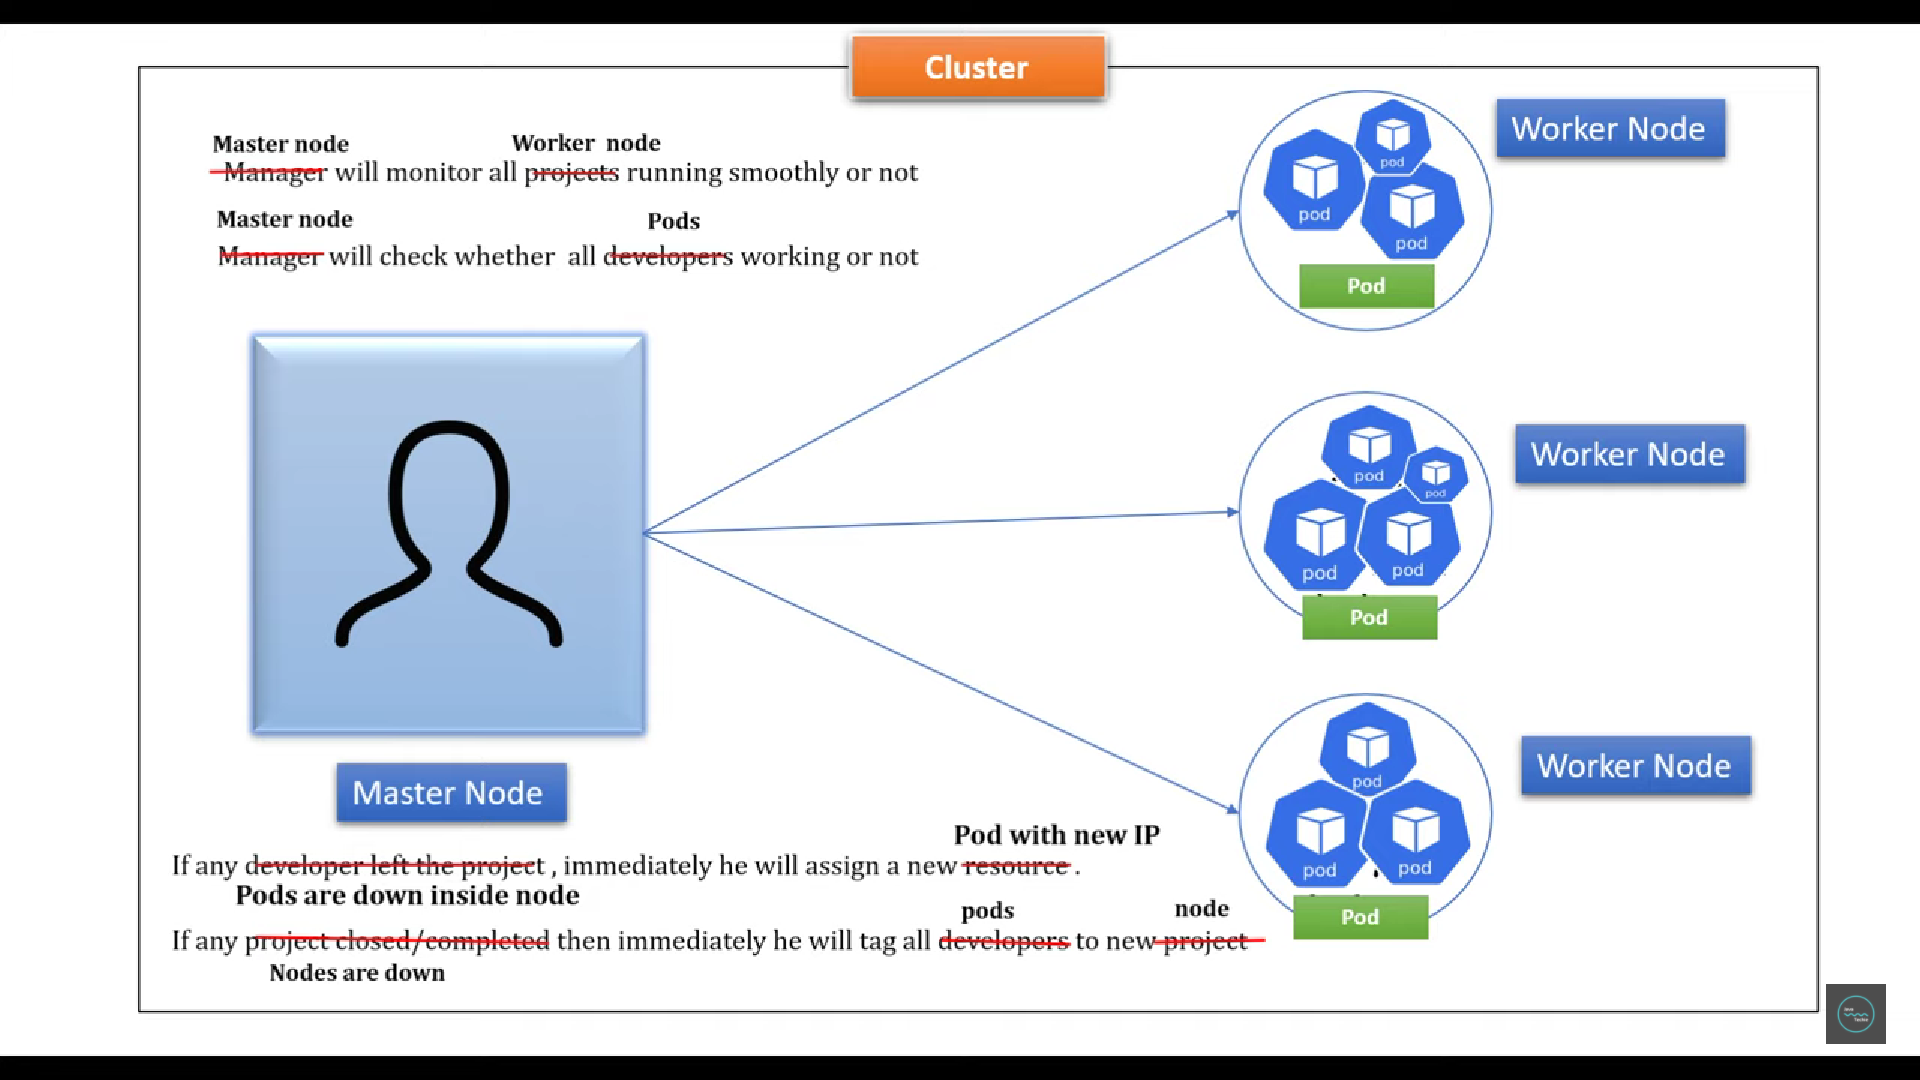 Cluster
Master node
Worker node
Manager will monitor all projects running smoothly or not
Master node
Pods
Manager will check whether all developers working or not
Master Node
pod
pod
pod
Pod
Worker Node
pod
pod
pod
pod
Pod
Worker Node
pod
pod
pod
Pod
Worker Node
Pod with new IP
If any developer left the project , immediately he will assign a new resource .
Pods are down inside node
pods
node
If any project closed/completed then immediately he will tag all developers to new project
Nodes are down